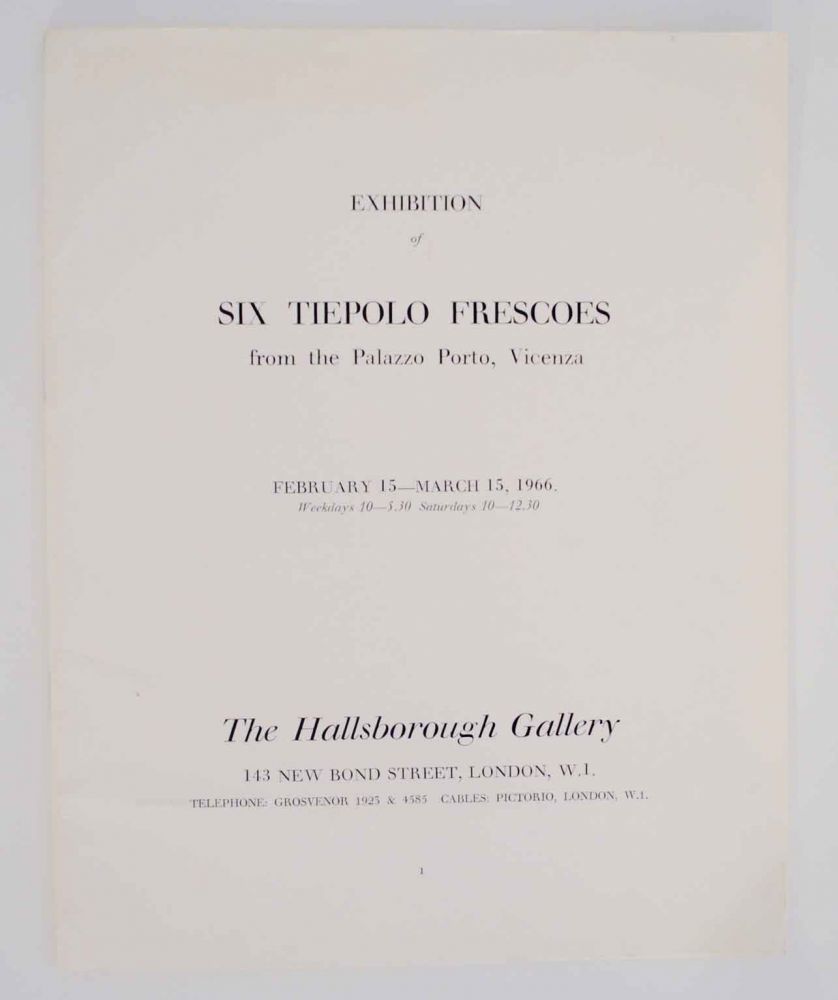 EXHIBITION
of
SIX TIEPOLO FRESCOES
from the Palazzo Porto, Vicenza
FEBRUARY 15—MARCH 15, 1966.
Weekdays 10—5.30 Saturdays 10—12.30
The Hallsborough Gallery
143 NEW BOND STREET, LONDON, W.1.
TELEPHONE: GROSVENOR 1923 & 4585 CABLES: PICTORIO, LONDON, W.1.
1